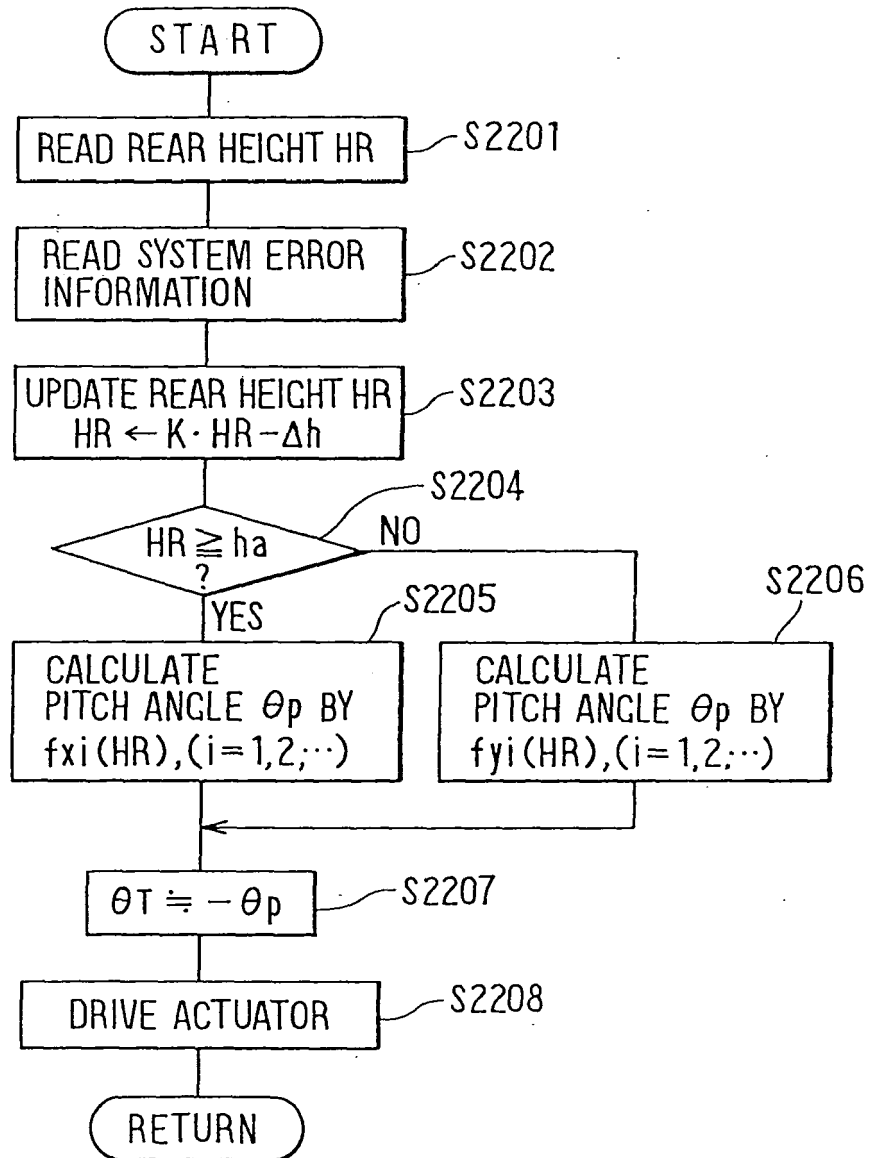 START
READ REAR HEIGHT HR
S2201
READ SYSTEM ERROR
INFORMATION
S2202
UPDATE REAR HEIGHT HR
HR ← K · HR − Δh
S2203
S2204
HR ≧ ha
?
NO
YES
S2205
S2206
CALCULATE
PITCH ANGLE θp BY
fxi(HR),(i=1,2,⋯)
CALCULATE
PITCH ANGLE θp BY
fyi(HR),(i=1,2,⋯)
θT ≒ − θp
S2207
DRIVE ACTUATOR
S2208
RETURN